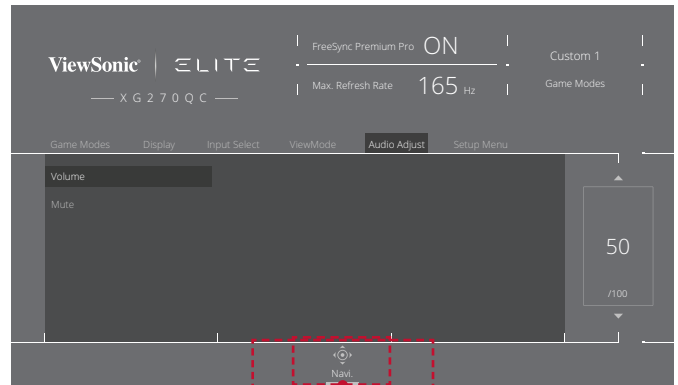 ViewSonic® ELITE
XG270QC
FreeSync Premium Pro ON
Max. Refresh Rate 165 Hz
Custom 1
Game Modes
Game Modes Display Input Select ViewMode Audio Adjust Setup Menu
Volume
Mute
50
/100
Navi.